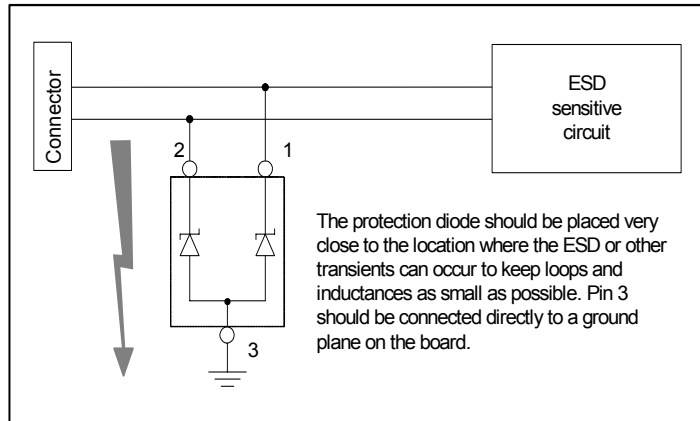 Connector
ESD
sensitive
circuit
2
1
The protection diode should be placed very
close to the location where the ESD or other
transients can occur to keep loops and
inductances as small as possible. Pin 3
should be connected directly to a ground
plane on the board.
3